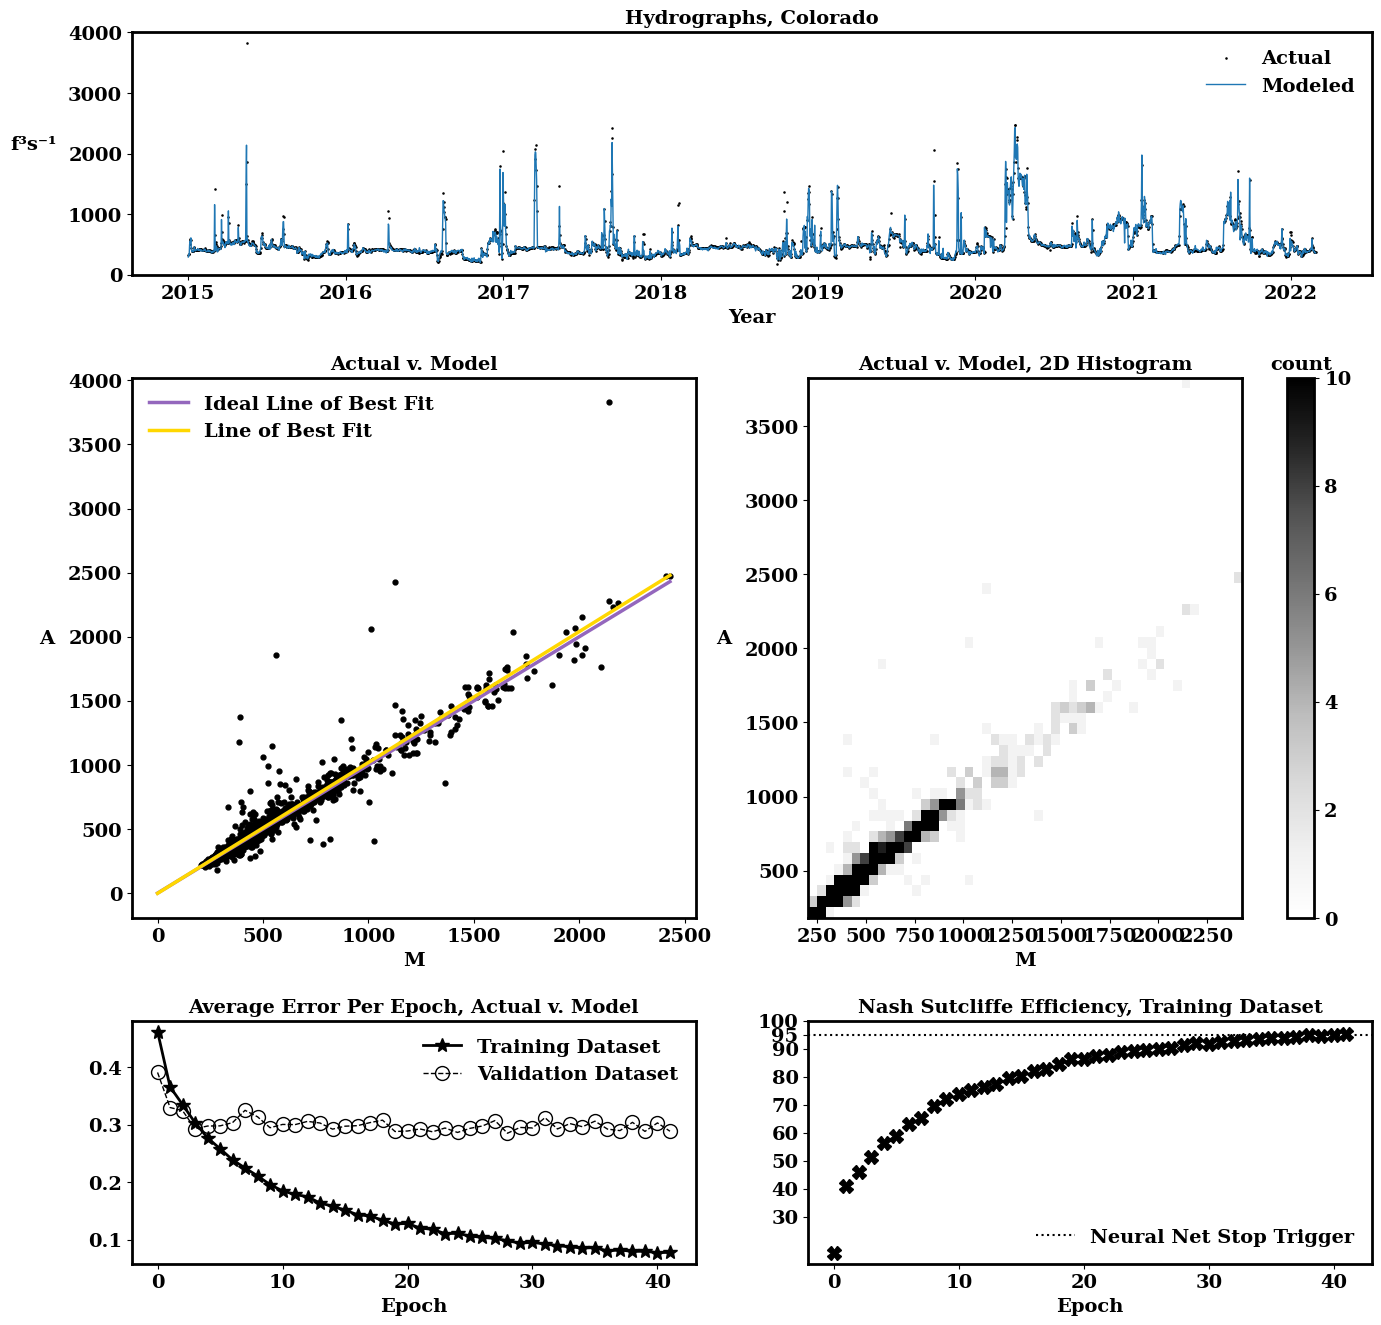 Hydrographs, Colorado
4000
3000
2000
1000
0
f³s⁻¹
Actual
Modeled
2015 2016 2017 2018 2019 2020 2021 2022
Year
Actual v. Model
4000
3500
3000
2500
2000
1500
1000
500
0
A
Ideal Line of Best Fit
Line of Best Fit
0 500 1000 1500 2000 2500
M
Actual v. Model, 2D Histogram
3500
3000
2500
2000
1500
1000
500
A
250 500 750 1000 1250 1500 1750 2000 2250
M
count
10
8
6
4
2
0
Average Error Per Epoch, Actual v. Model
0.4
0.3
0.2
0.1
Training Dataset
Validation Dataset
0 10 20 30 40
Epoch
Nash Sutcliffe Efficiency, Training Dataset
100
95
90
80
70
60
50
40
30
Neural Net Stop Trigger
0 10 20 30 40
Epoch